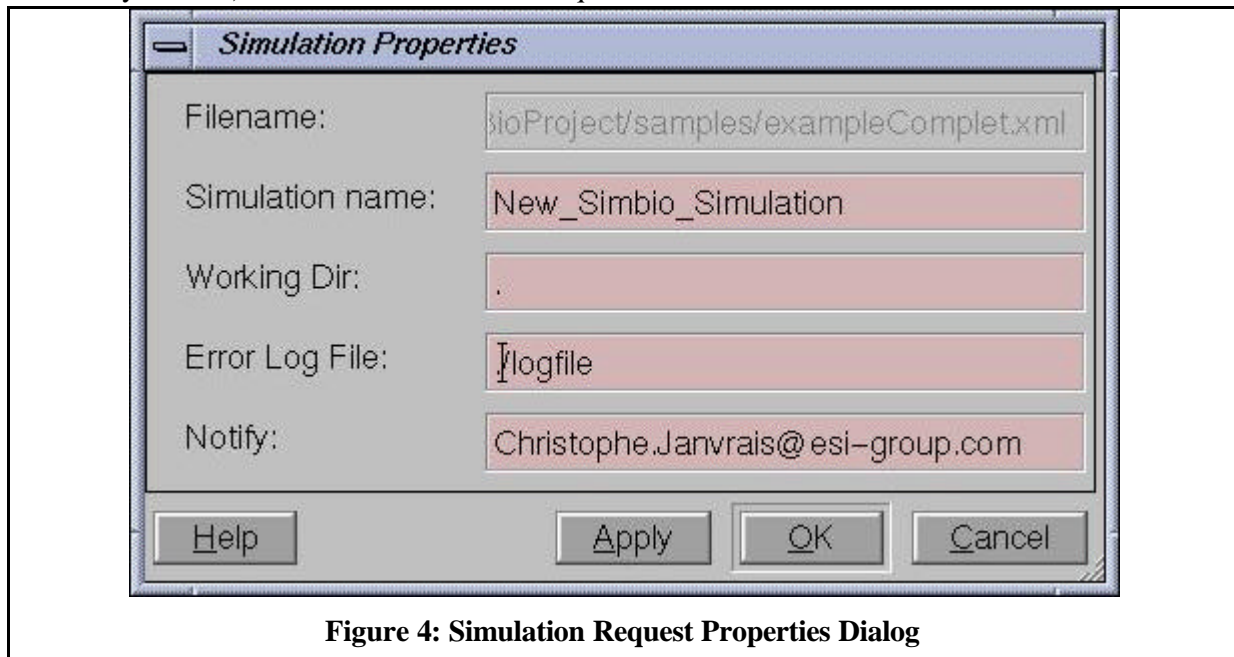 Simulation Properties
Filename: BioProject/samples/exampleComplet.xml
Simulation name: New_Simbio_Simulation
Working Dir: .
Error Log File: ./logfile
Notify: Christophe.Janvrais@esi-group.com
Help Apply OK Cancel
Figure 4: Simulation Request Properties Dialog